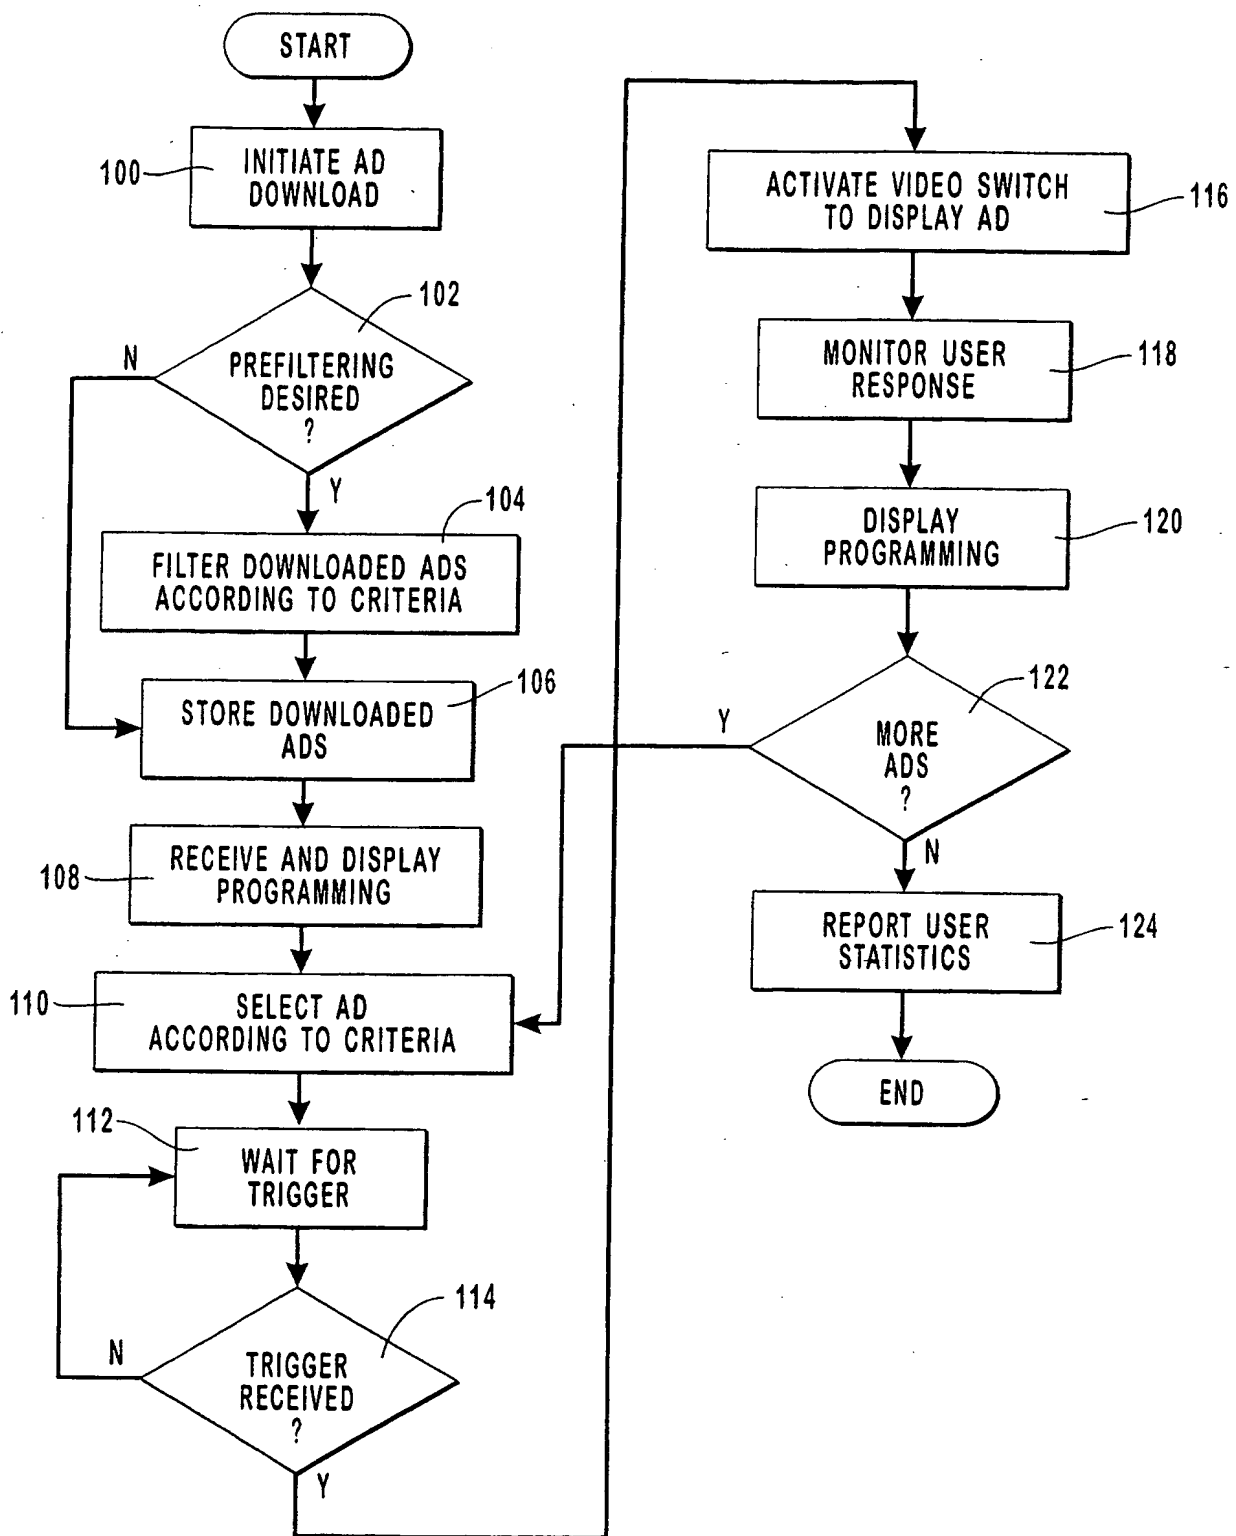 START
100
INITIATE AD
DOWNLOAD
102
N
PREFILTERING
DESIRED
?
Y
104
FILTER DOWNLOADED ADS
ACCORDING TO CRITERIA
106
STORE DOWNLOADED
ADS
108
RECEIVE AND DISPLAY
PROGRAMMING
110
SELECT AD
ACCORDING TO CRITERIA
112
WAIT FOR
TRIGGER
114
N
TRIGGER
RECEIVED
?
Y
ACTIVATE VIDEO SWITCH
TO DISPLAY AD
116
MONITOR USER
RESPONSE
118
DISPLAY
PROGRAMMING
120
122
Y
MORE
ADS
?
N
REPORT USER
STATISTICS
124
END